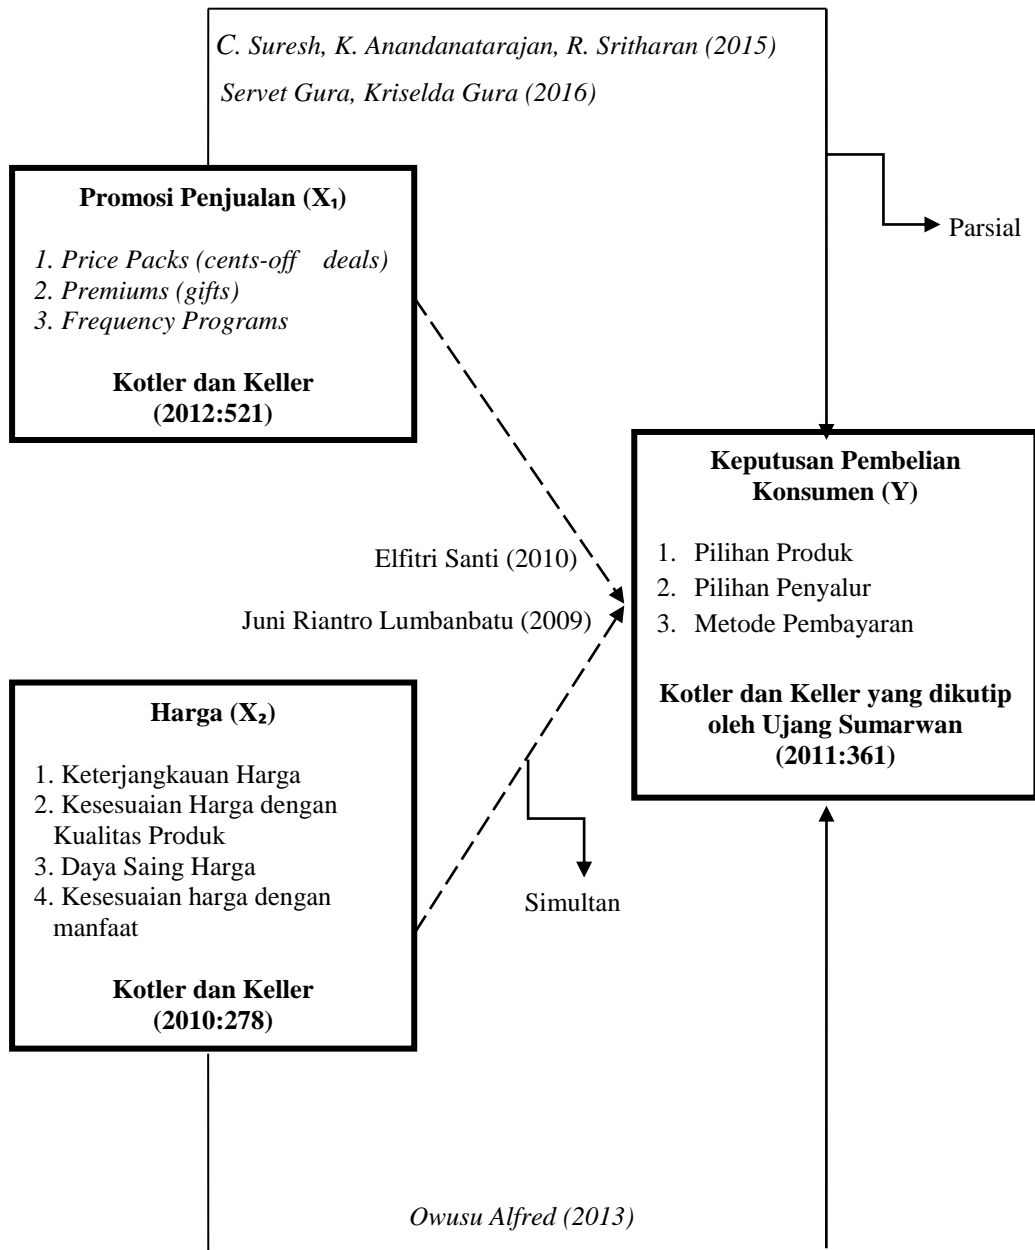 C. Suresh, K. Anandanatarajan, R. Sritharan (2015)
Servet Gura, Kriselda Gura (2016)
Promosi Penjualan (X₁)
1. Price Packs (cents-off deals)
2. Premiums (gifts)
3. Frequency Programs
Kotler dan Keller
(2012:521)
Parsial
Keputusan Pembelian
Konsumen (Y)
1. Pilihan Produk
2. Pilihan Penyalur
3. Metode Pembayaran
Kotler dan Keller yang dikutip
oleh Ujang Sumarwan
(2011:361)
Elfitri Santi (2010)
Juni Riantro Lumbanbatu (2009)
Harga (X₂)
1. Keterjangkauan Harga
2. Kesesuaian Harga dengan
Kualitas Produk
3. Daya Saing Harga
4. Kesesuaian harga dengan
manfaat
Kotler dan Keller
(2010:278)
Simultan
Owusu Alfred (2013)